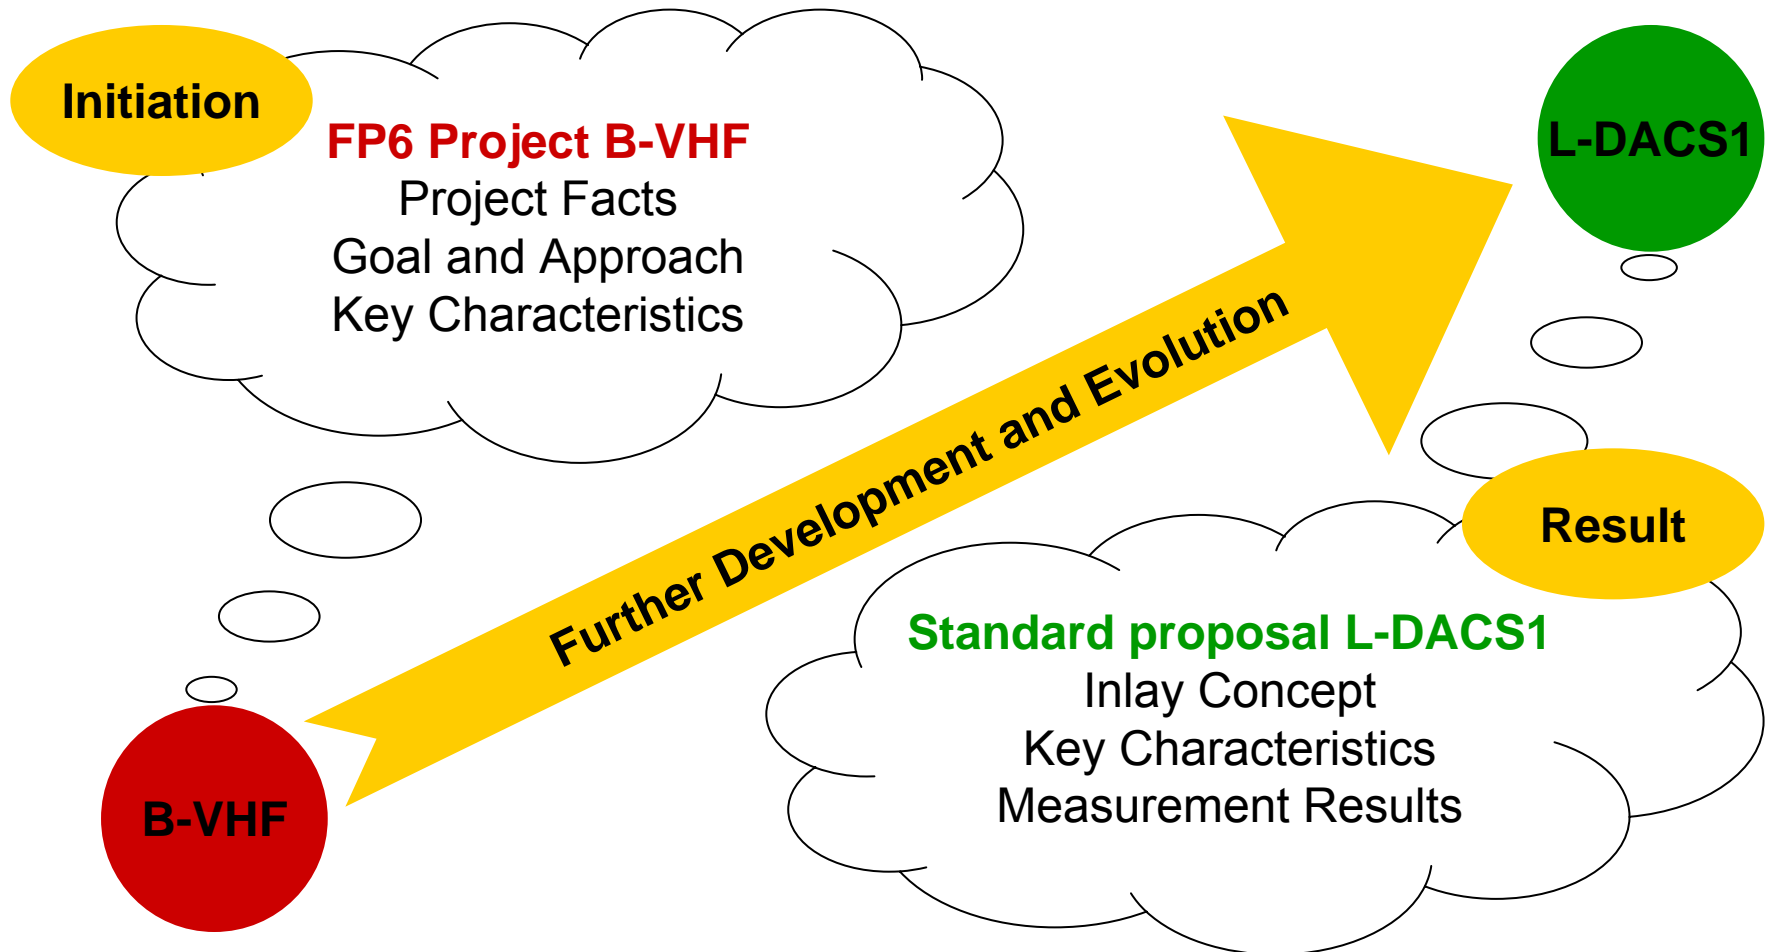 Initiation
FP6 Project B-VHF
Project Facts
Goal and Approach
Key Characteristics
L-DACS1
Further Development and Evolution
Result
Standard proposal L-DACS1
Inlay Concept
Key Characteristics
Measurement Results
B-VHF